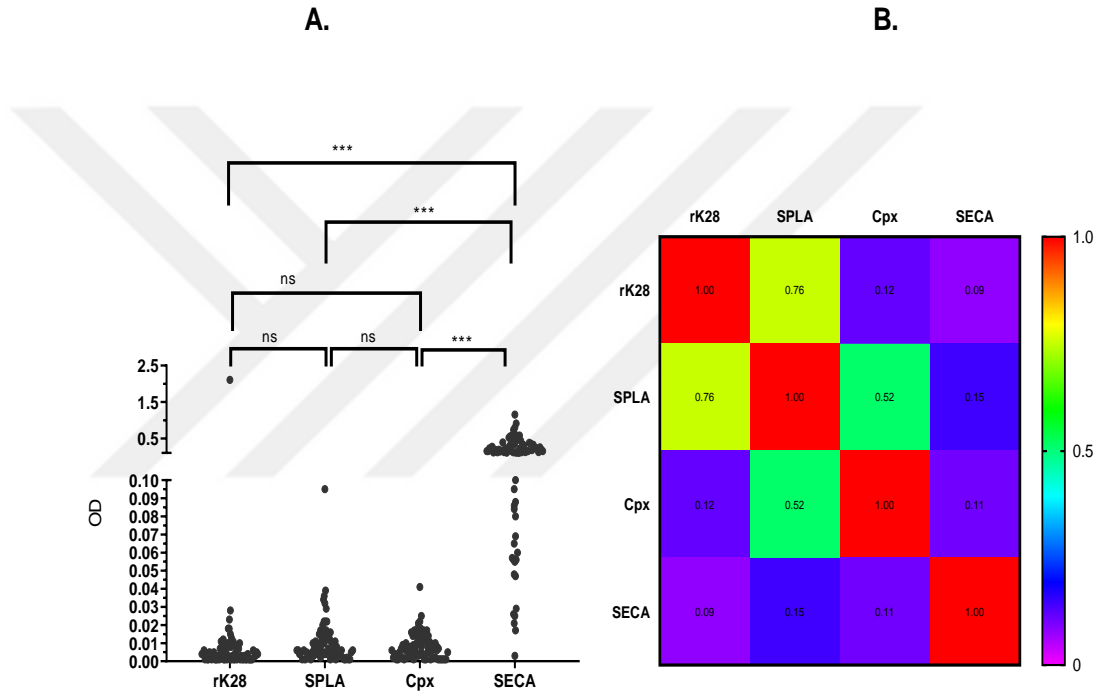 A.
B.
***
***
ns
ns
ns
***
2.5
1.5
0.5
0.10
0.09
0.08
0.07
0.06
0.05
0.04
0.03
0.02
0.01
0.00
OD
rK28 SPLA Cpx SECA
rK28 SPLA Cpx SECA
rK28 1.00 0.76 0.12 0.09
SPLA 0.76 1.00 0.52 0.15
Cpx 0.12 0.52 1.00 0.11
SECA 0.09 0.15 0.11 1.00
1.0
0.5
0